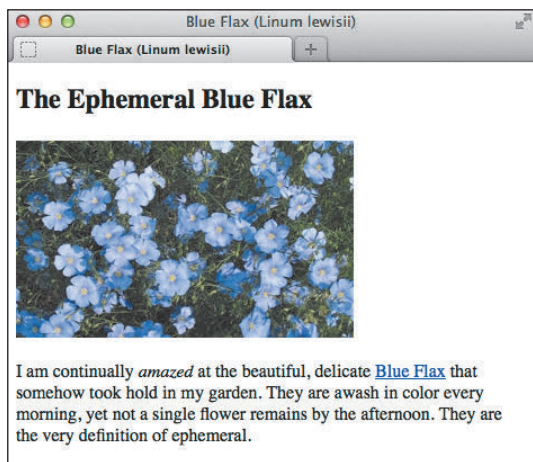 Blue Flax (Linum lewisii)
Blue Flax (Linum lewisii)
The Ephemeral Blue Flax
I am continually amazed at the beautiful, delicate Blue Flax that
somehow took hold in my garden. They are awash in color every
morning, yet not a single flower remains by the afternoon. They are
the very definition of ephemeral.